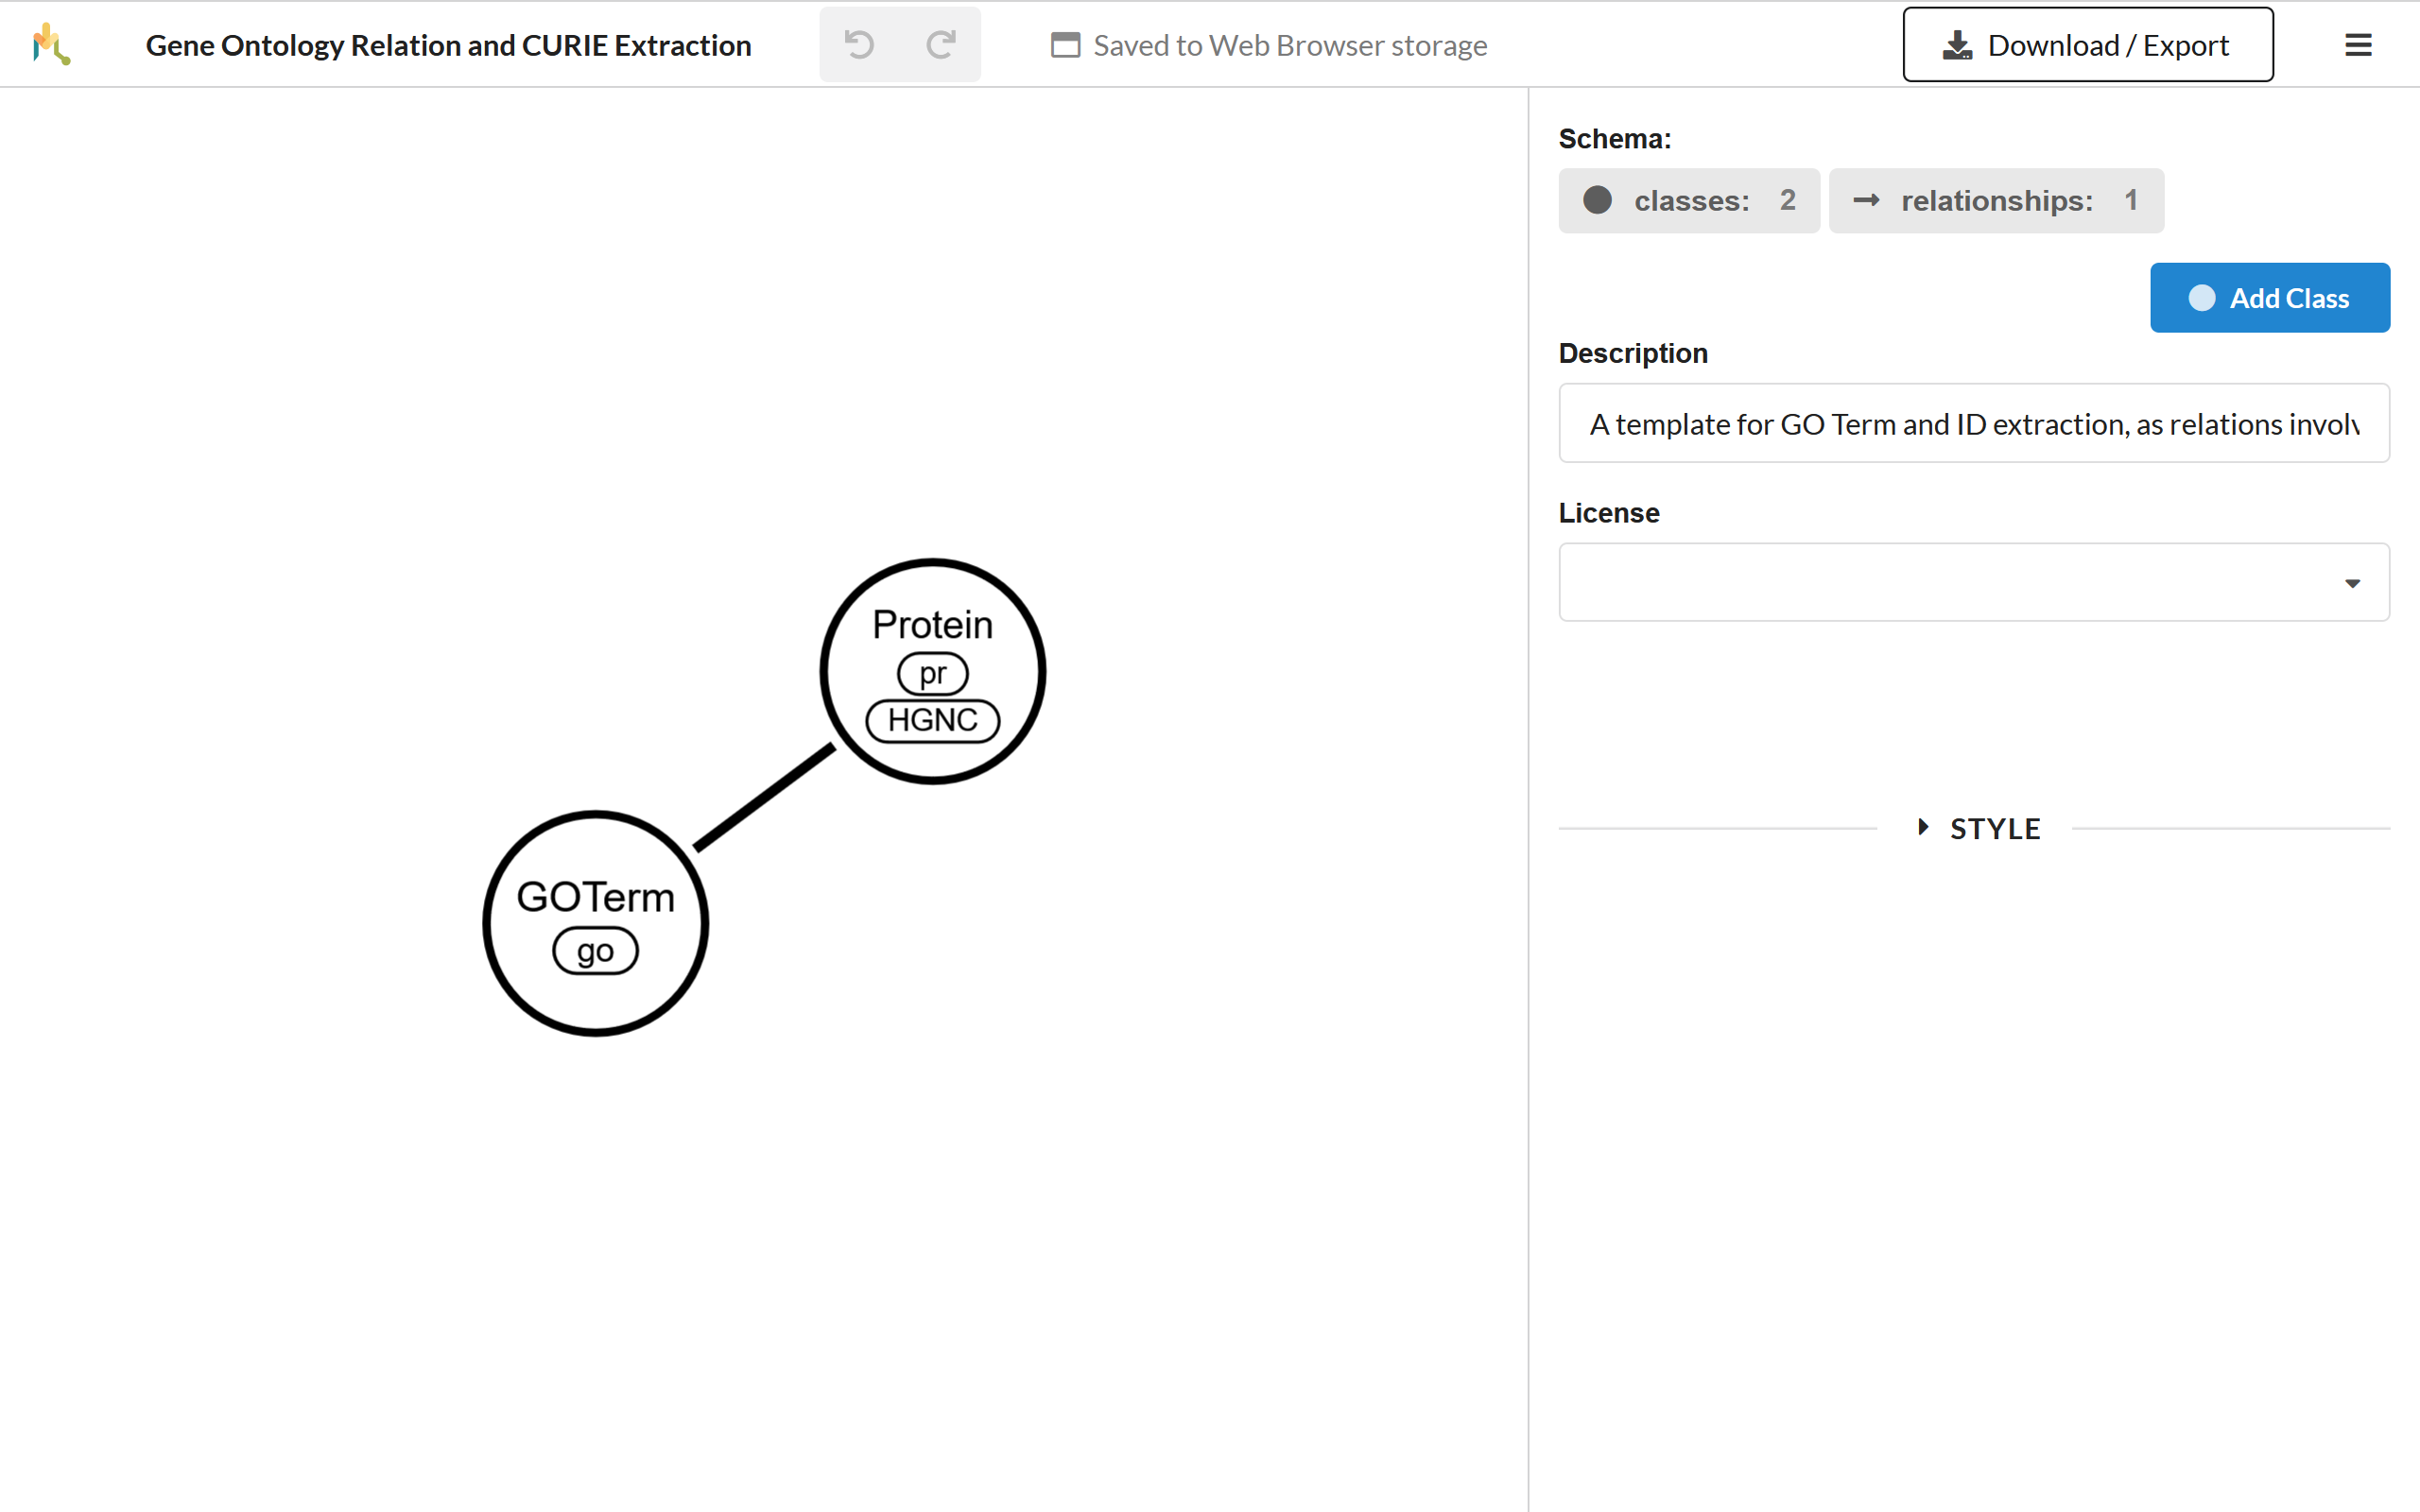 Gene Ontology Relation and CURIE Extraction
Saved to Web Browser storage
Download / Export
Schema:
classes: 2
relationships: 1
Add Class
Description
A template for GO Term and ID extraction, as relations involv
License
STYLE
Protein
pr
HGNC
GOTerm
go